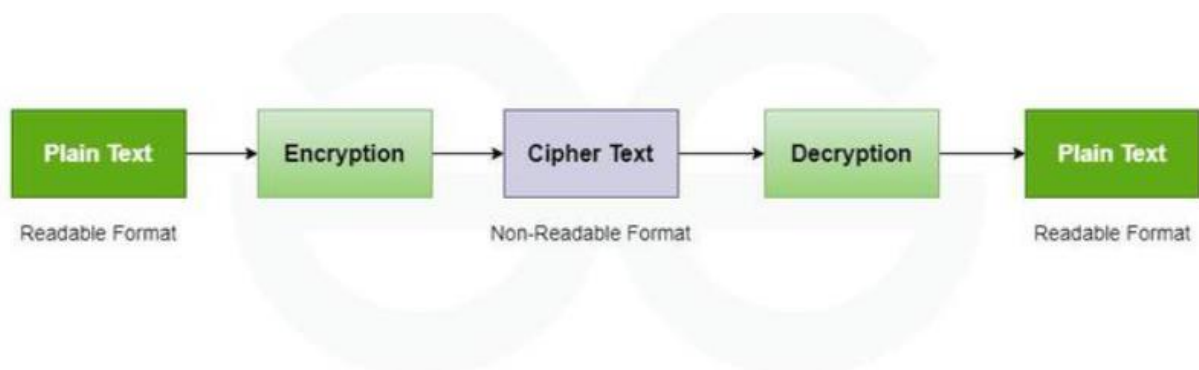 Plain Text
Encryption
Cipher Text
Decryption
Plain Text
Readable Format
Non-Readable Format
Readable Format